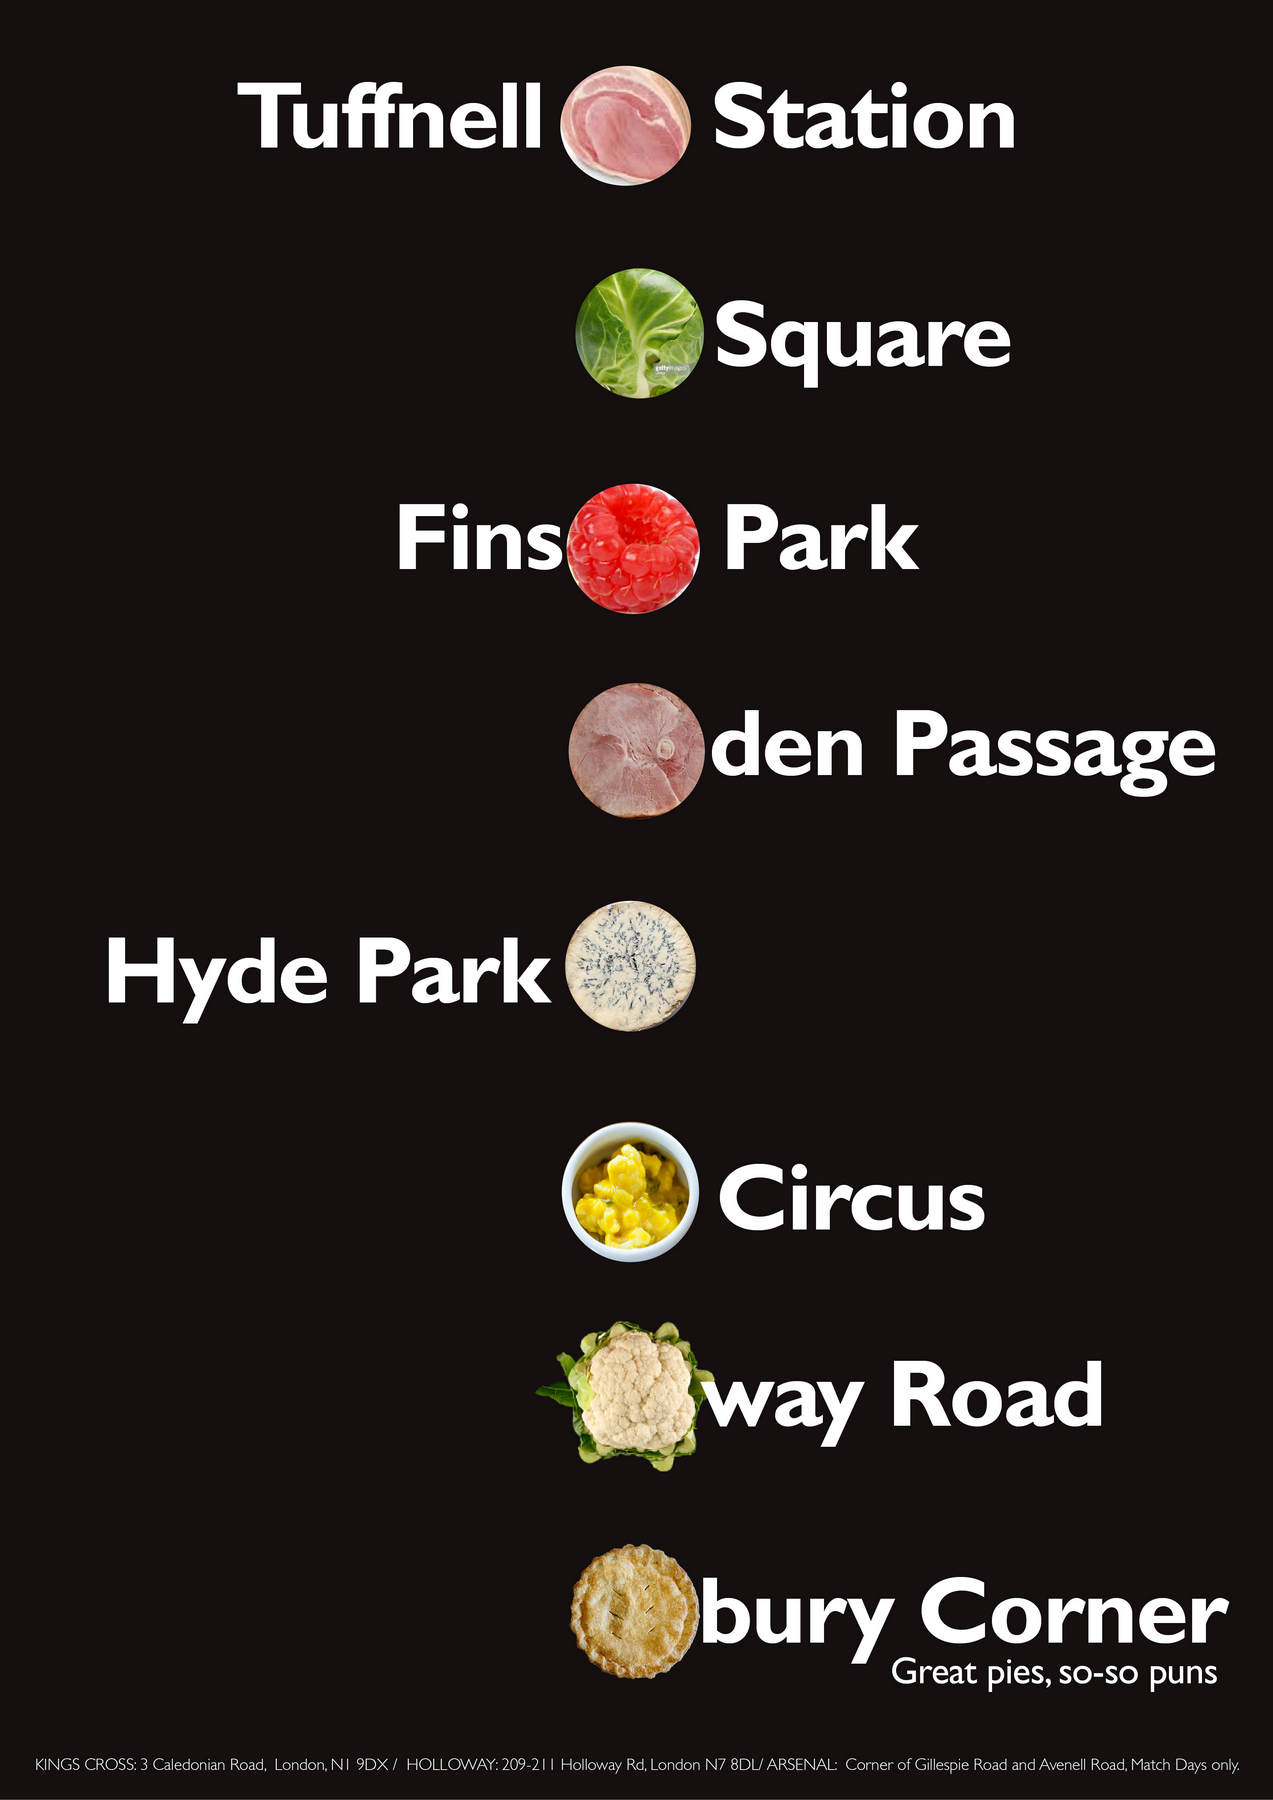 Tuffnell Station
Square
gettyimages
Fins Park
den Passage
Hyde Park
Circus
way Road
bury Corner
Great pies, so-so puns
KINGS CROSS: 3 Caledonian Road, London, N1 9DX / HOLLOWAY: 209-211 Holloway Rd, London N7 8DL/ ARSENAL: Corner of Gillespie Road and Avenell Road, Match Days only.